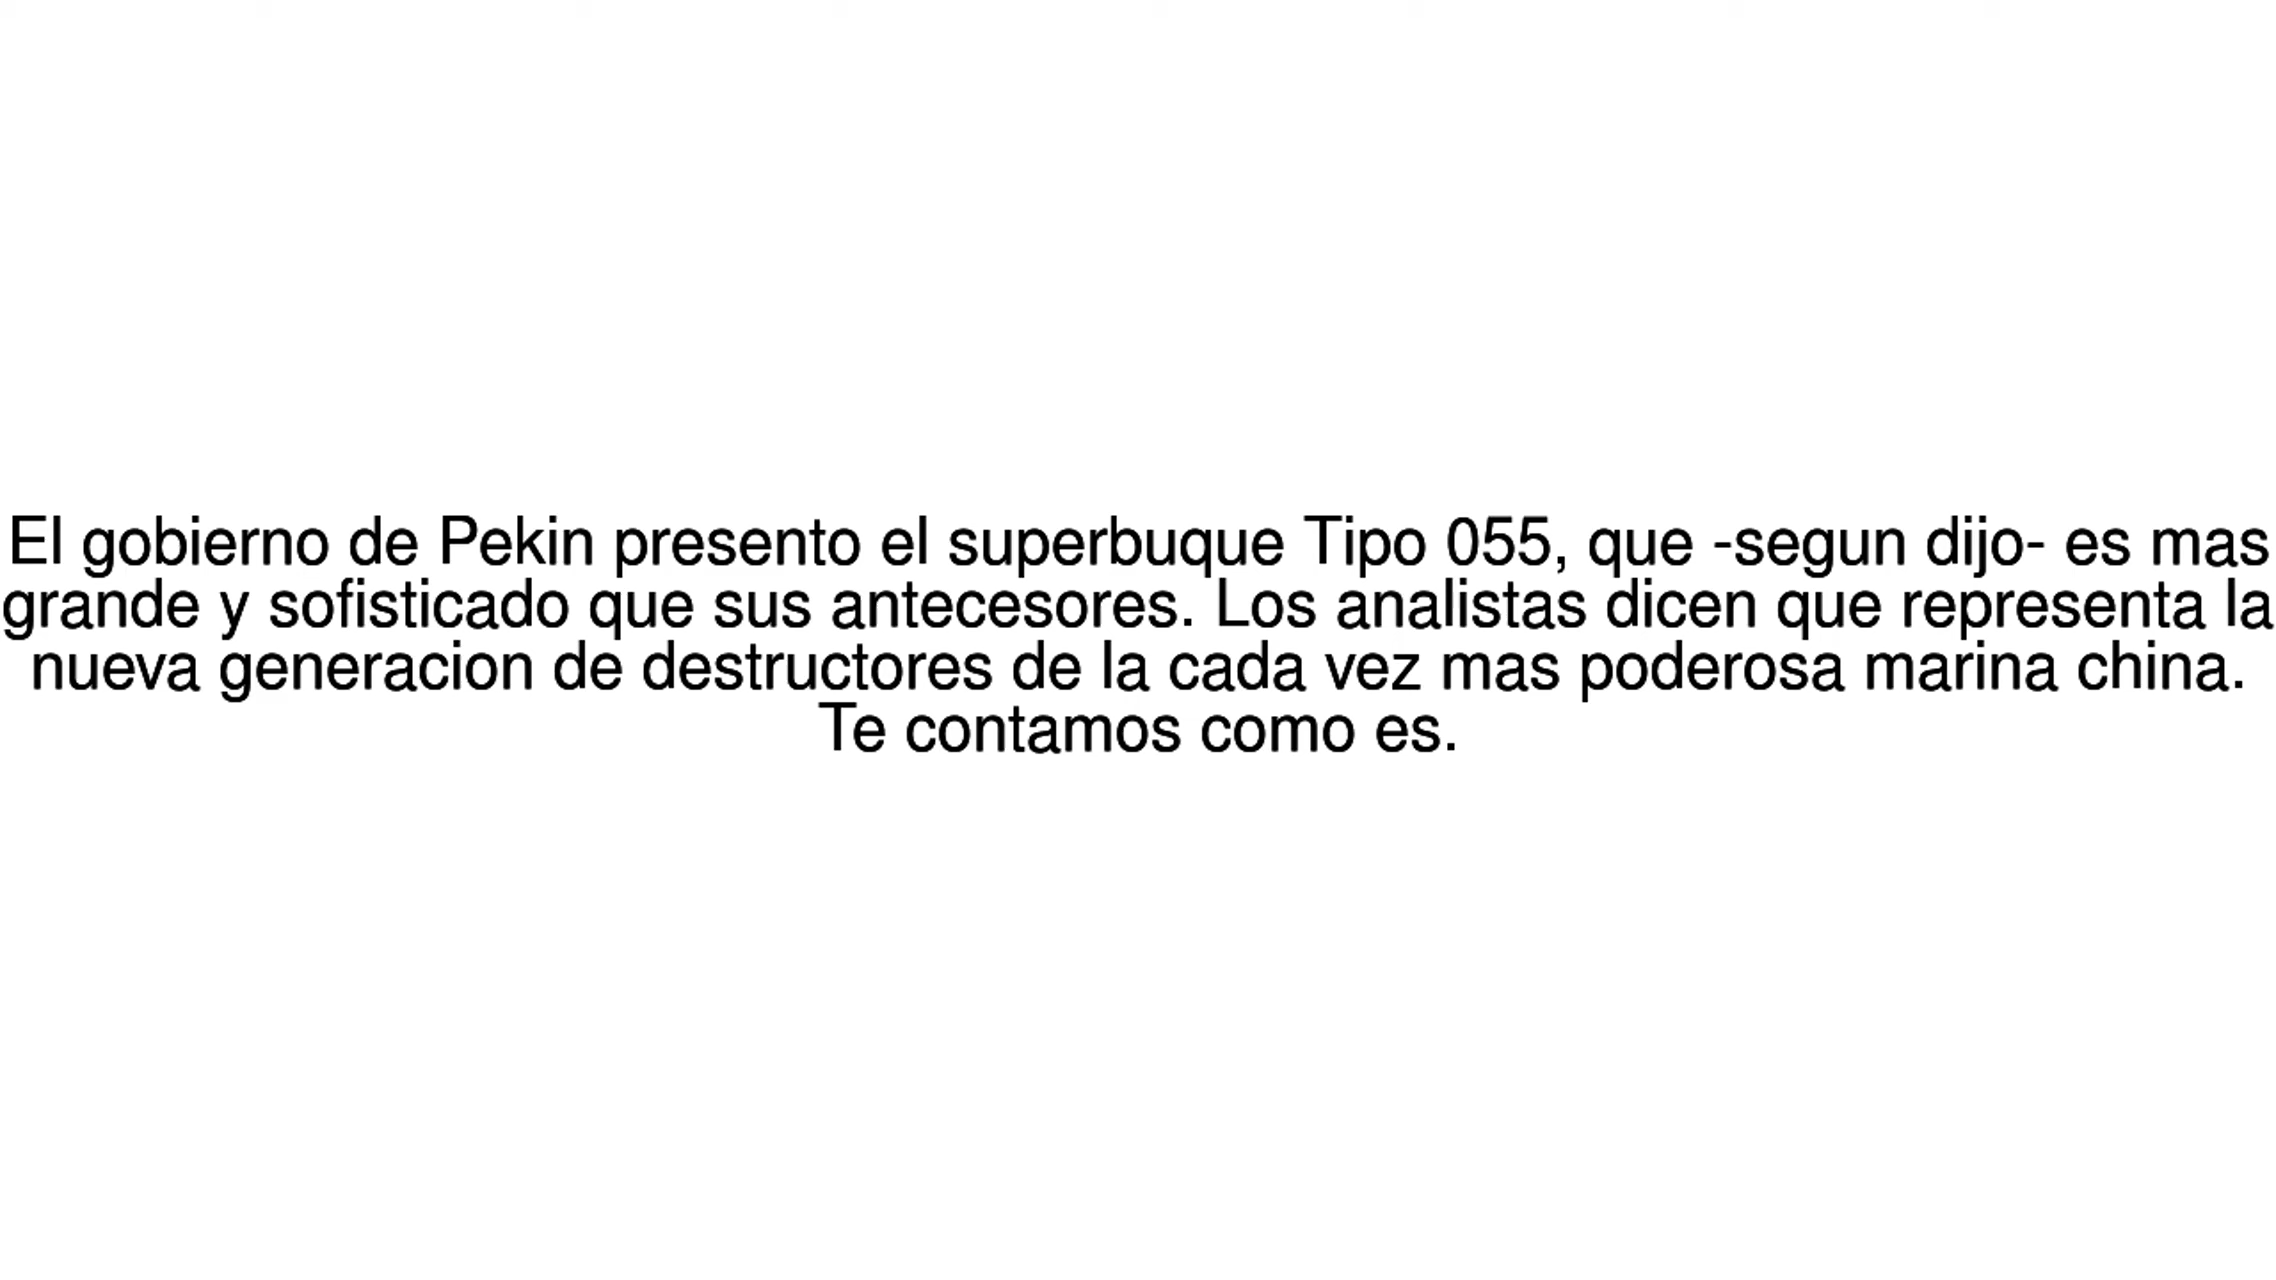 El gobierno de Pekin presento el superbuque Tipo 055, que -segun dijo- es mas
grande y sofisticado que sus antecesores. Los analistas dicen que representa la
nueva generacion de destructores de la cada vez mas poderosa marina china.
Te contamos como es.